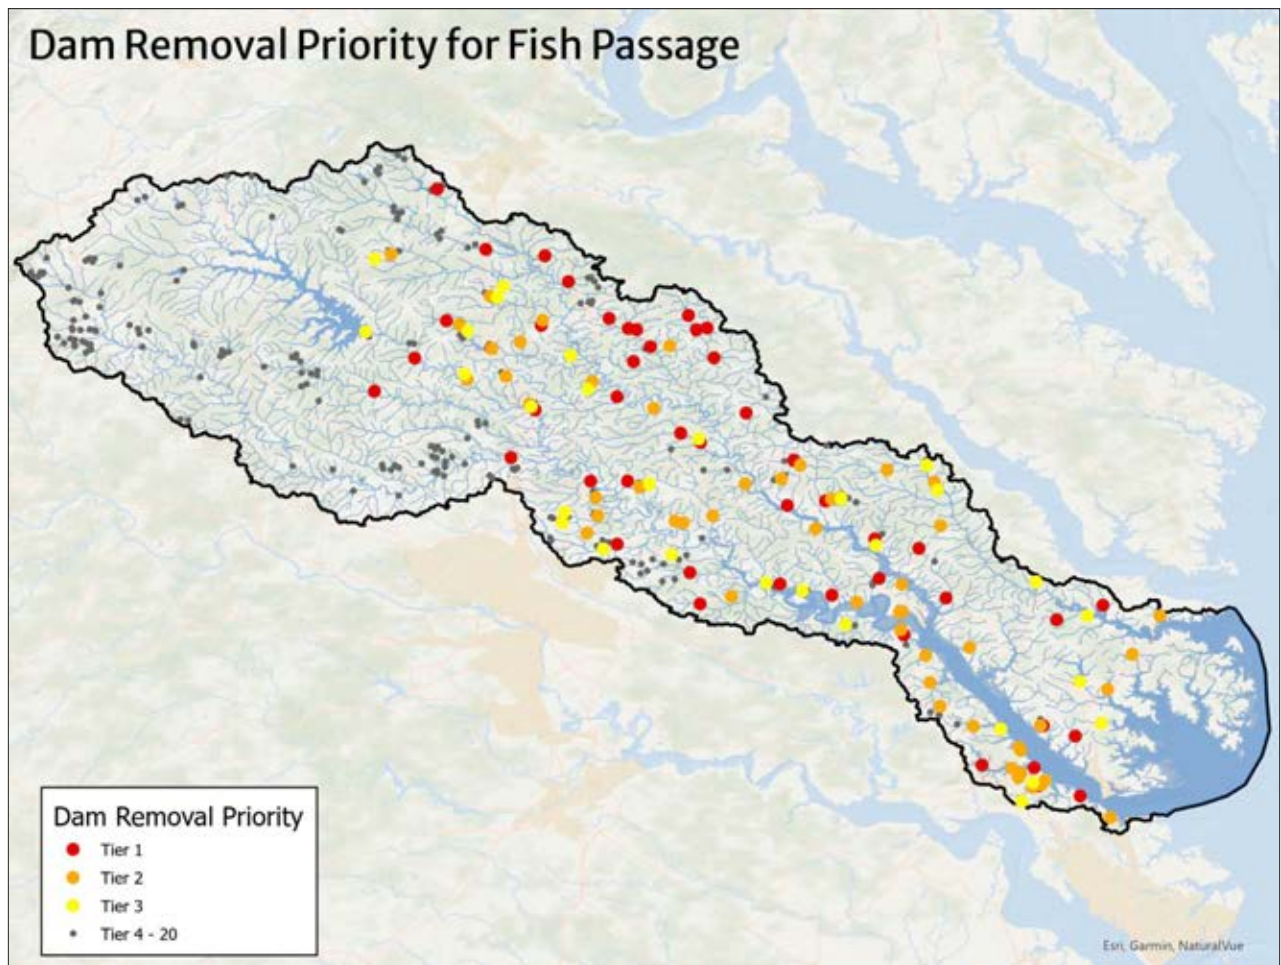 Dam Removal Priority for Fish Passage
Dam Removal Priority
Tier 1
Tier 2
Tier 3
Tier 4 - 20
Esri, Garmin, NaturalVue